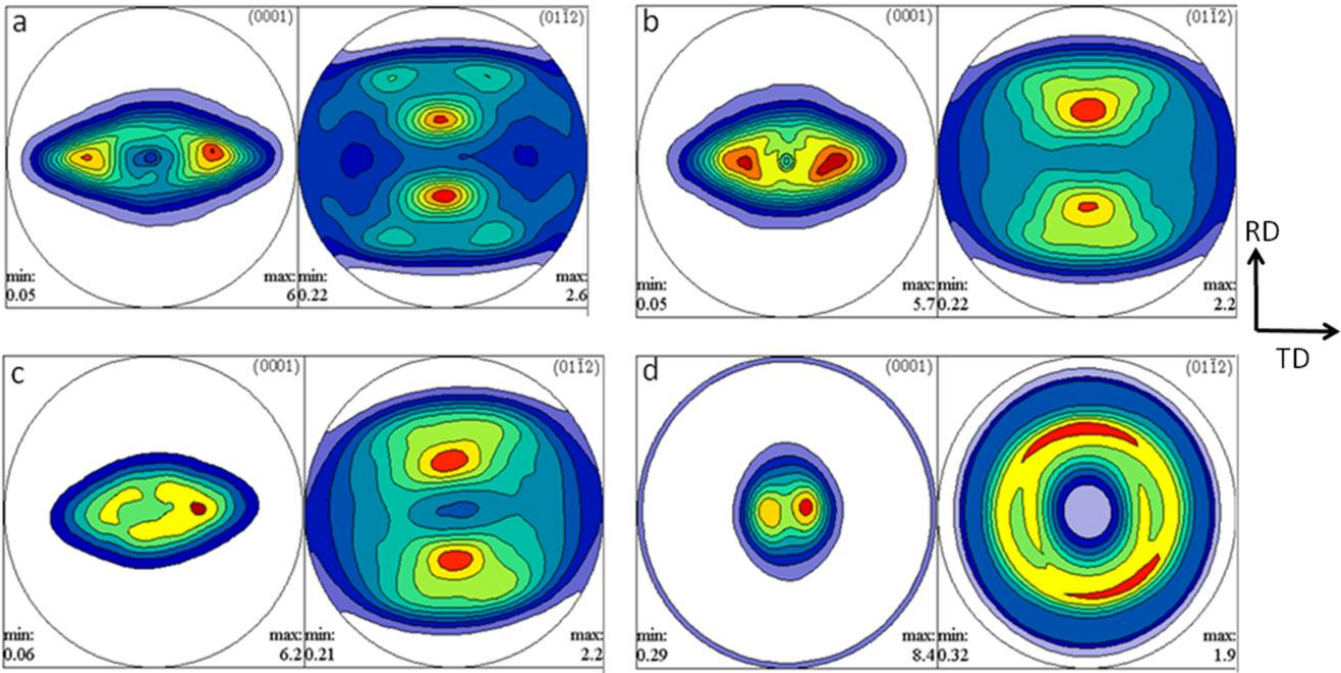 a (0001) (011̄2)
min: 0.05 max: 6 min: 0.22 max: 2.6
b (0001) (011̄2)
min: 0.05 max: 5.7 min: 0.22 max: 2.2
RD
TD
c (0001) (011̄2)
min: 0.06 max: 6.2 min: 0.21 max: 2.2
d (0001) (011̄2)
min: 0.29 max: 8.4 min: 0.32 max: 1.9